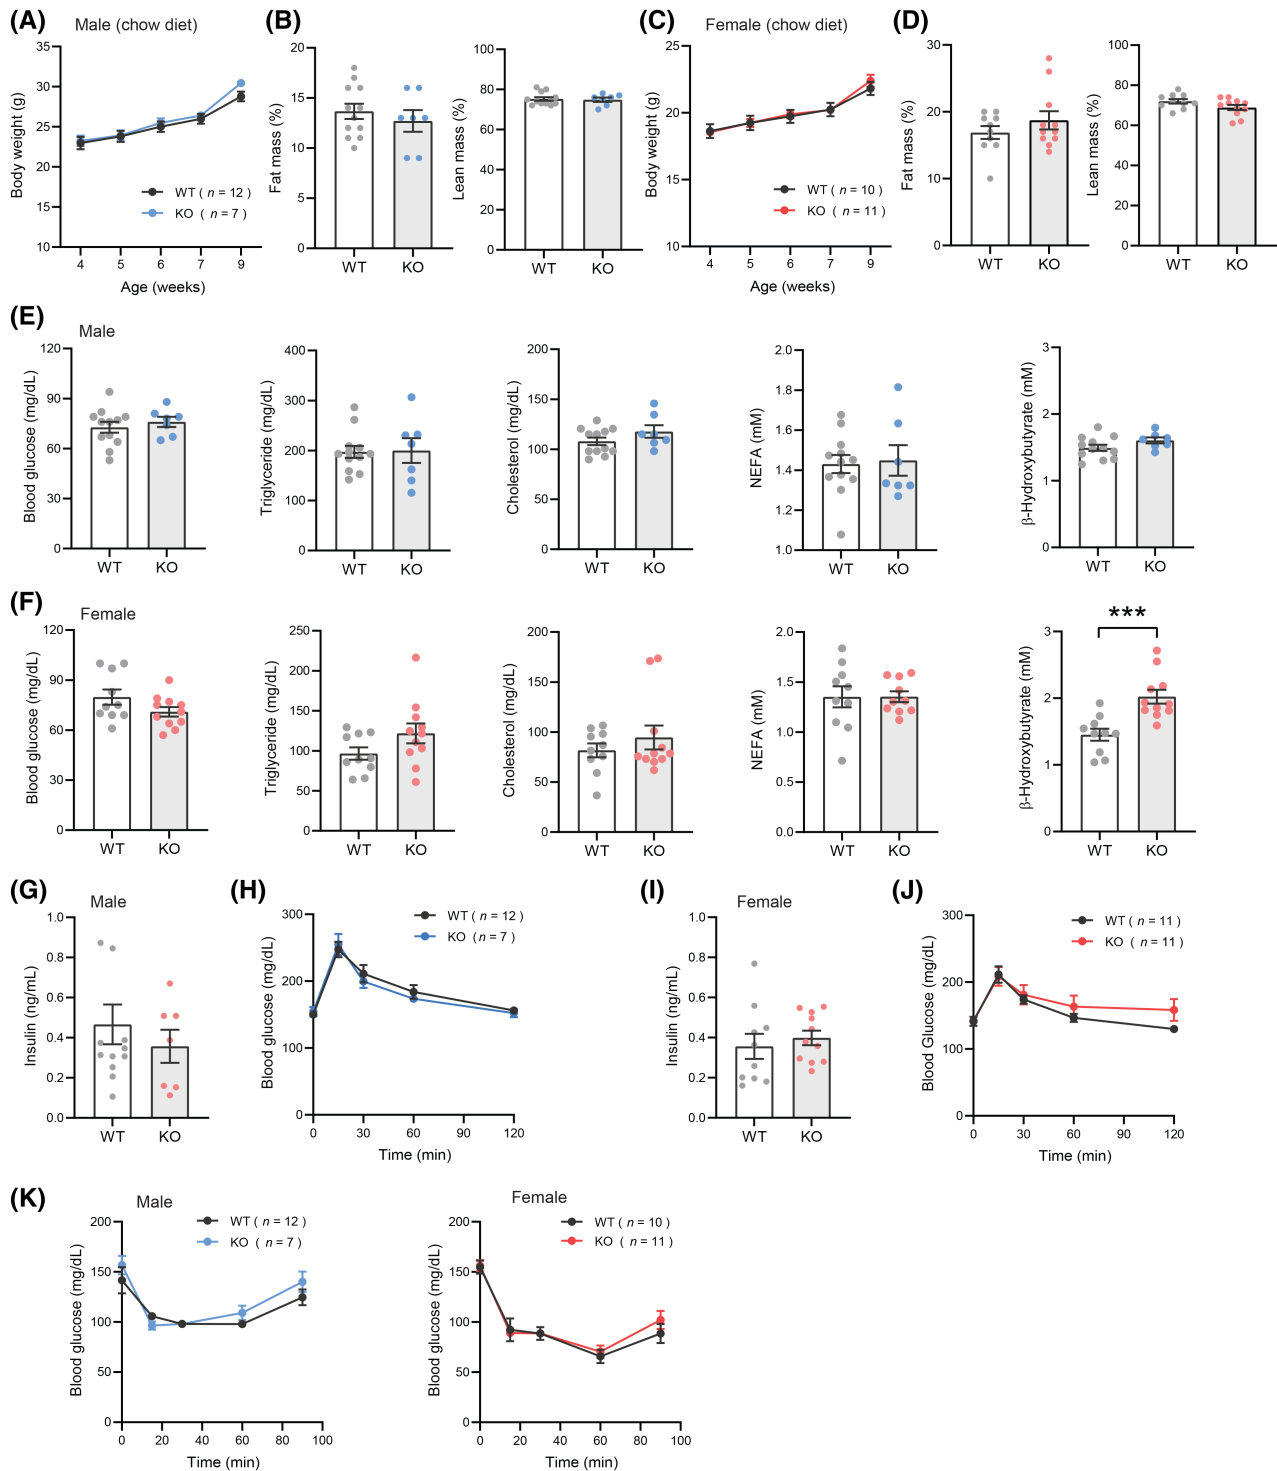 (A) Male (chow diet)
35
30
25
20
15
10
Body weight (g)
WT ( n = 12 )
KO ( n = 7 )
4 5 6 7 9
Age (weeks)
(B)
20
15
10
5
0
Fat mass (%)
WT KO
100
80
60
40
20
0
Lean mass (%)
WT KO
(C) Female (chow diet)
25
20
15
10
Body weight (g)
WT ( n = 10 )
KO ( n = 11 )
4 5 6 7 9
Age (weeks)
(D)
30
20
10
0
Fat mass (%)
WT KO
100
80
60
40
20
0
Lean mass (%)
WT KO
(E) Male
120
90
60
30
0
Blood glucose (mg/dL)
WT KO
400
300
200
100
0
Triglyceride (mg/dL)
WT KO
200
150
100
50
0
Cholesterol (mg/dL)
WT KO
2.0
1.8
1.6
1.4
1.2
1.0
NEFA (mM)
WT KO
3
2
1
0
β-Hydroxybutyrate (mM)
WT KO
(F) Female
120
90
60
30
0
Blood glucose (mg/dL)
WT KO
250
200
150
100
50
0
Triglyceride (mg/dL)
WT KO
200
150
100
50
0
Cholesterol (mg/dL)
WT KO
2.0
1.5
1.0
0.5
0.0
NEFA (mM)
WT KO
***
3
2
1
0
β-Hydroxybutyrate (mM)
WT KO
(G) Male
1.0
0.8
0.6
0.4
0.2
0.0
Insulin (ng/mL)
WT KO
(H)
300
200
100
0
Blood glucose (mg/dL)
WT ( n = 12 )
KO ( n = 7 )
0 30 60 90 120
Time (min)
(I) Female
1.0
0.8
0.6
0.4
0.2
0.0
Insulin (ng/mL)
WT KO
(J)
300
200
100
0
Blood Glucose (mg/dL)
WT ( n = 11 )
KO ( n = 11 )
0 30 60 90 120
Time (min)
(K) Male
200
150
100
50
0
Blood glucose (mg/dL)
WT ( n = 12 )
KO ( n = 7 )
0 20 40 60 80 100
Time (min)
Female
200
150
100
50
0
Blood glucose (mg/dL)
WT ( n = 10 )
KO ( n = 11 )
0 20 40 60 80 100
Time (min)